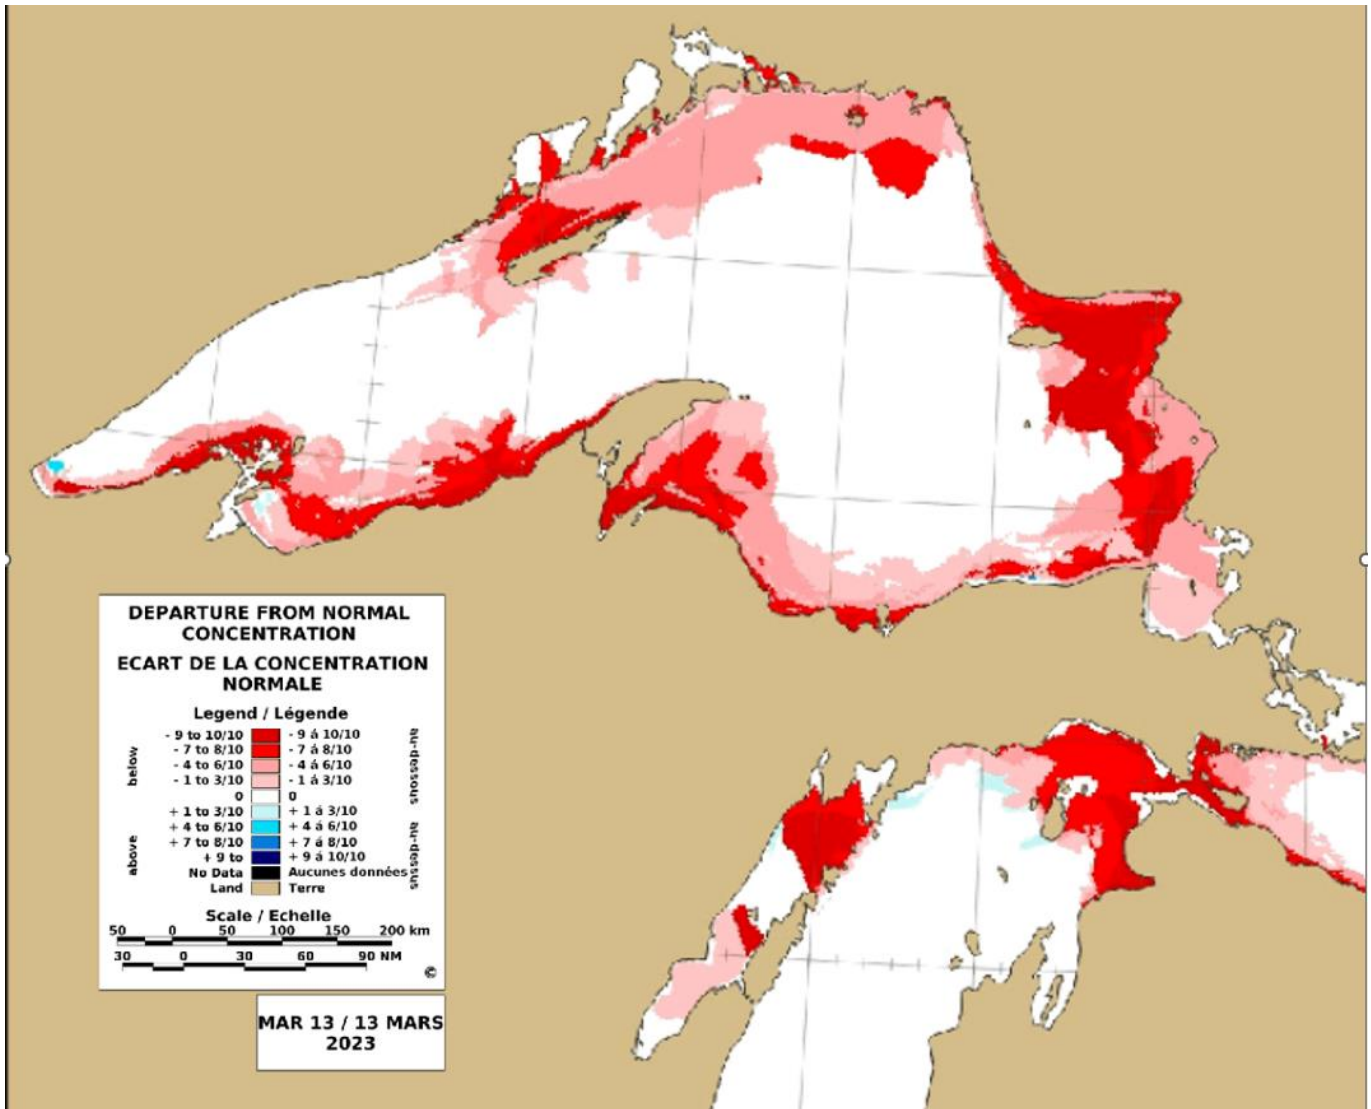 DEPARTURE FROM NORMAL
CONCENTRATION
ECART DE LA CONCENTRATION
NORMALE
Legend / Légende
- 9 to 10/10 - 9 á 10/10
- 7 to 8/10 - 7 á 8/10
- 4 to 6/10 - 4 á 6/10
- 1 to 3/10 - 1 á 3/10
0 0
+ 1 to 3/10 + 1 á 3/10
+ 4 to 6/10 + 4 á 6/10
+ 7 to 8/10 + 7 á 8/10
+ 9 to + 9 á 10/10
No Data Aucunes données
Land Terre
below
above
au-dessous
au-dessus
Scale / Echelle
50 0 50 100 150 200 km
30 0 30 60 90 NM
©
MAR 13 / 13 MARS
2023